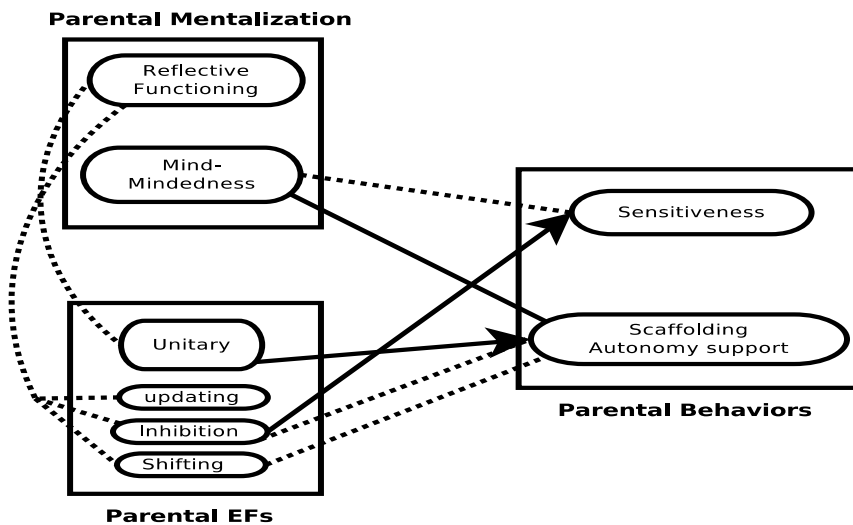 Parental Mentalization
Reflective
Functioning
Mind-
Mindedness
Sensitiveness
Unitary
Scaffolding
Autonomy support
updating
Inhibition
Shifting
Parental Behaviors
Parental EFs